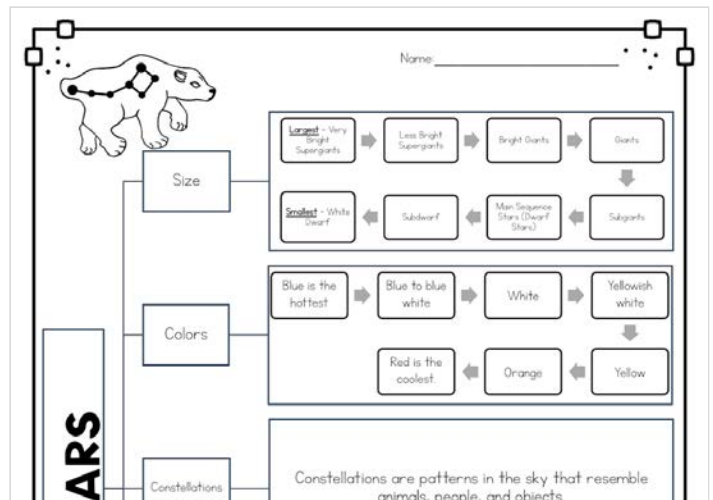 Name:
Size
Largest - Very
Bright
Supergiants
Less Bright
Supergiants
Bright Giants
Giants
Smallest - White
Dwarf
Subdwarf
Main Sequence
Stars (Dwarf
Stars)
Subgiants
Colors
Blue is the
hottest
Blue to blue
white
White
Yellowish
white
Red is the
coolest.
Orange
Yellow
ARS
Constellations
Constellations are patterns in the sky that resemble
animals, people, and objects